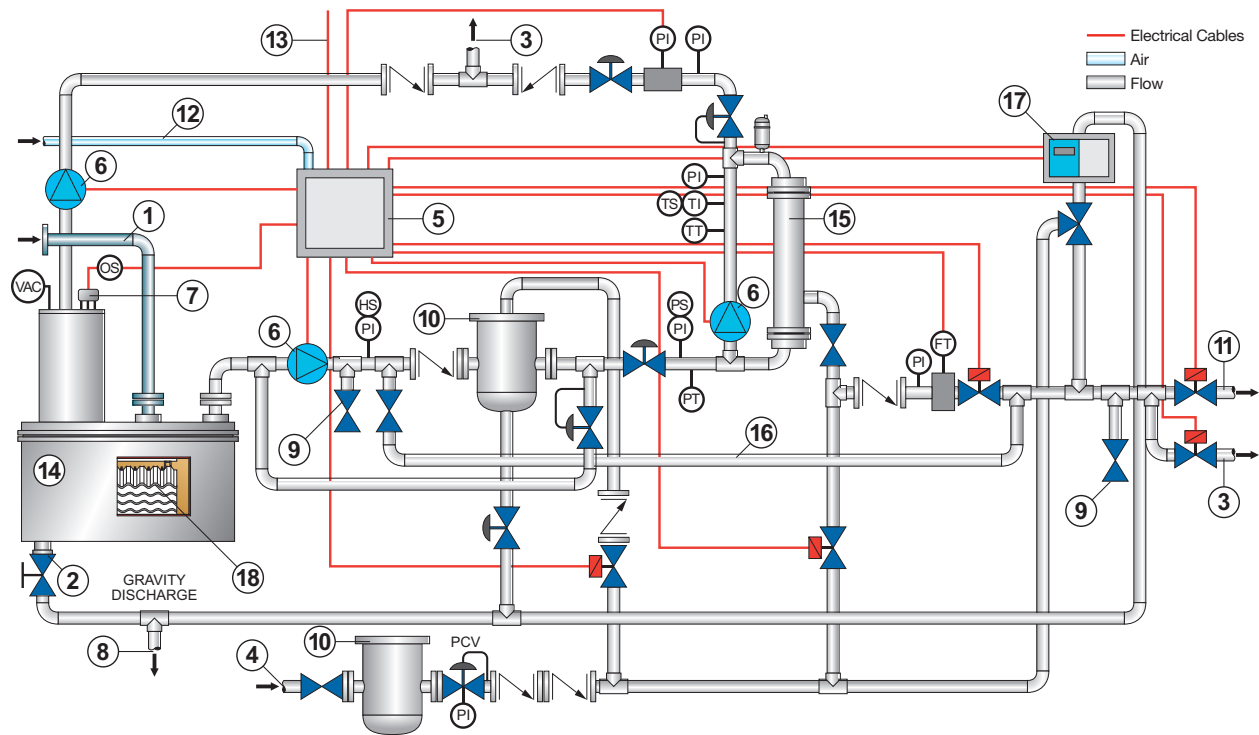 13
3
PI
PI
Electrical Cables
Air
Flow
12
17
6
PI
TS
TI
TT
1
5
15
OS
VAC
7
HS
PI
10
PS
PI
6
6
PI
FT
11
PT
9
16
14
3
9
18
2
GRAVITY
DISCHARGE
8
10
PCV
4
PI